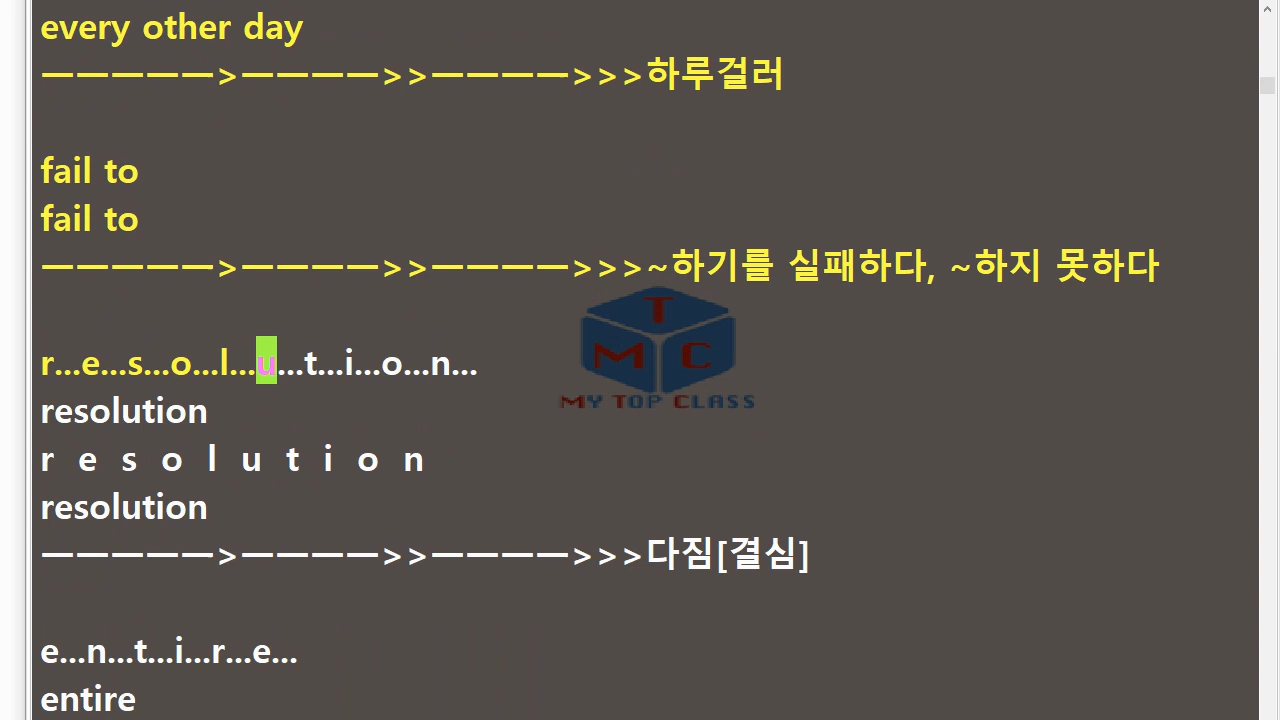 every other day
ㅡㅡㅡㅡㅡ>ㅡㅡㅡㅡ>>ㅡㅡㅡㅡ>>>하루걸러
fail to
fail to
ㅡㅡㅡㅡㅡ>ㅡㅡㅡㅡ>>ㅡㅡㅡㅡ>>>~하기를 실패하다, ~하지 못하다
T
M C
MY TOP CLASS
r...e...s...o...l...u...t...i...o...n...
resolution
r e s o l u t i o n
resolution
ㅡㅡㅡㅡㅡ>ㅡㅡㅡㅡ>>ㅡㅡㅡㅡ>>>다짐[결심]
e...n...t...i...r...e...
entire